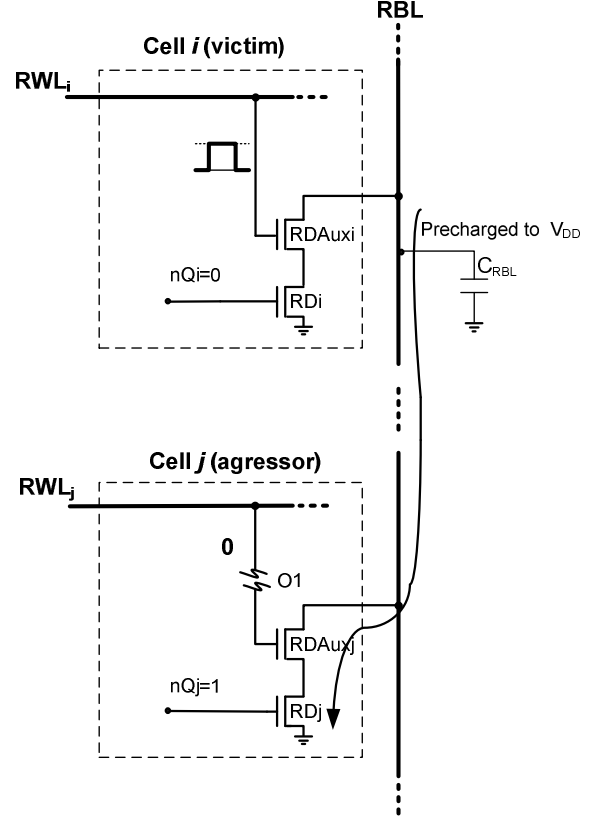 RBL
Cell i (victim)
RWLi
RDAuxi
Precharged to VDD
CRBL
nQi=0
RDi
Cell j (agressor)
RWLj
0
O1
RDAuxj
nQj=1
RDj